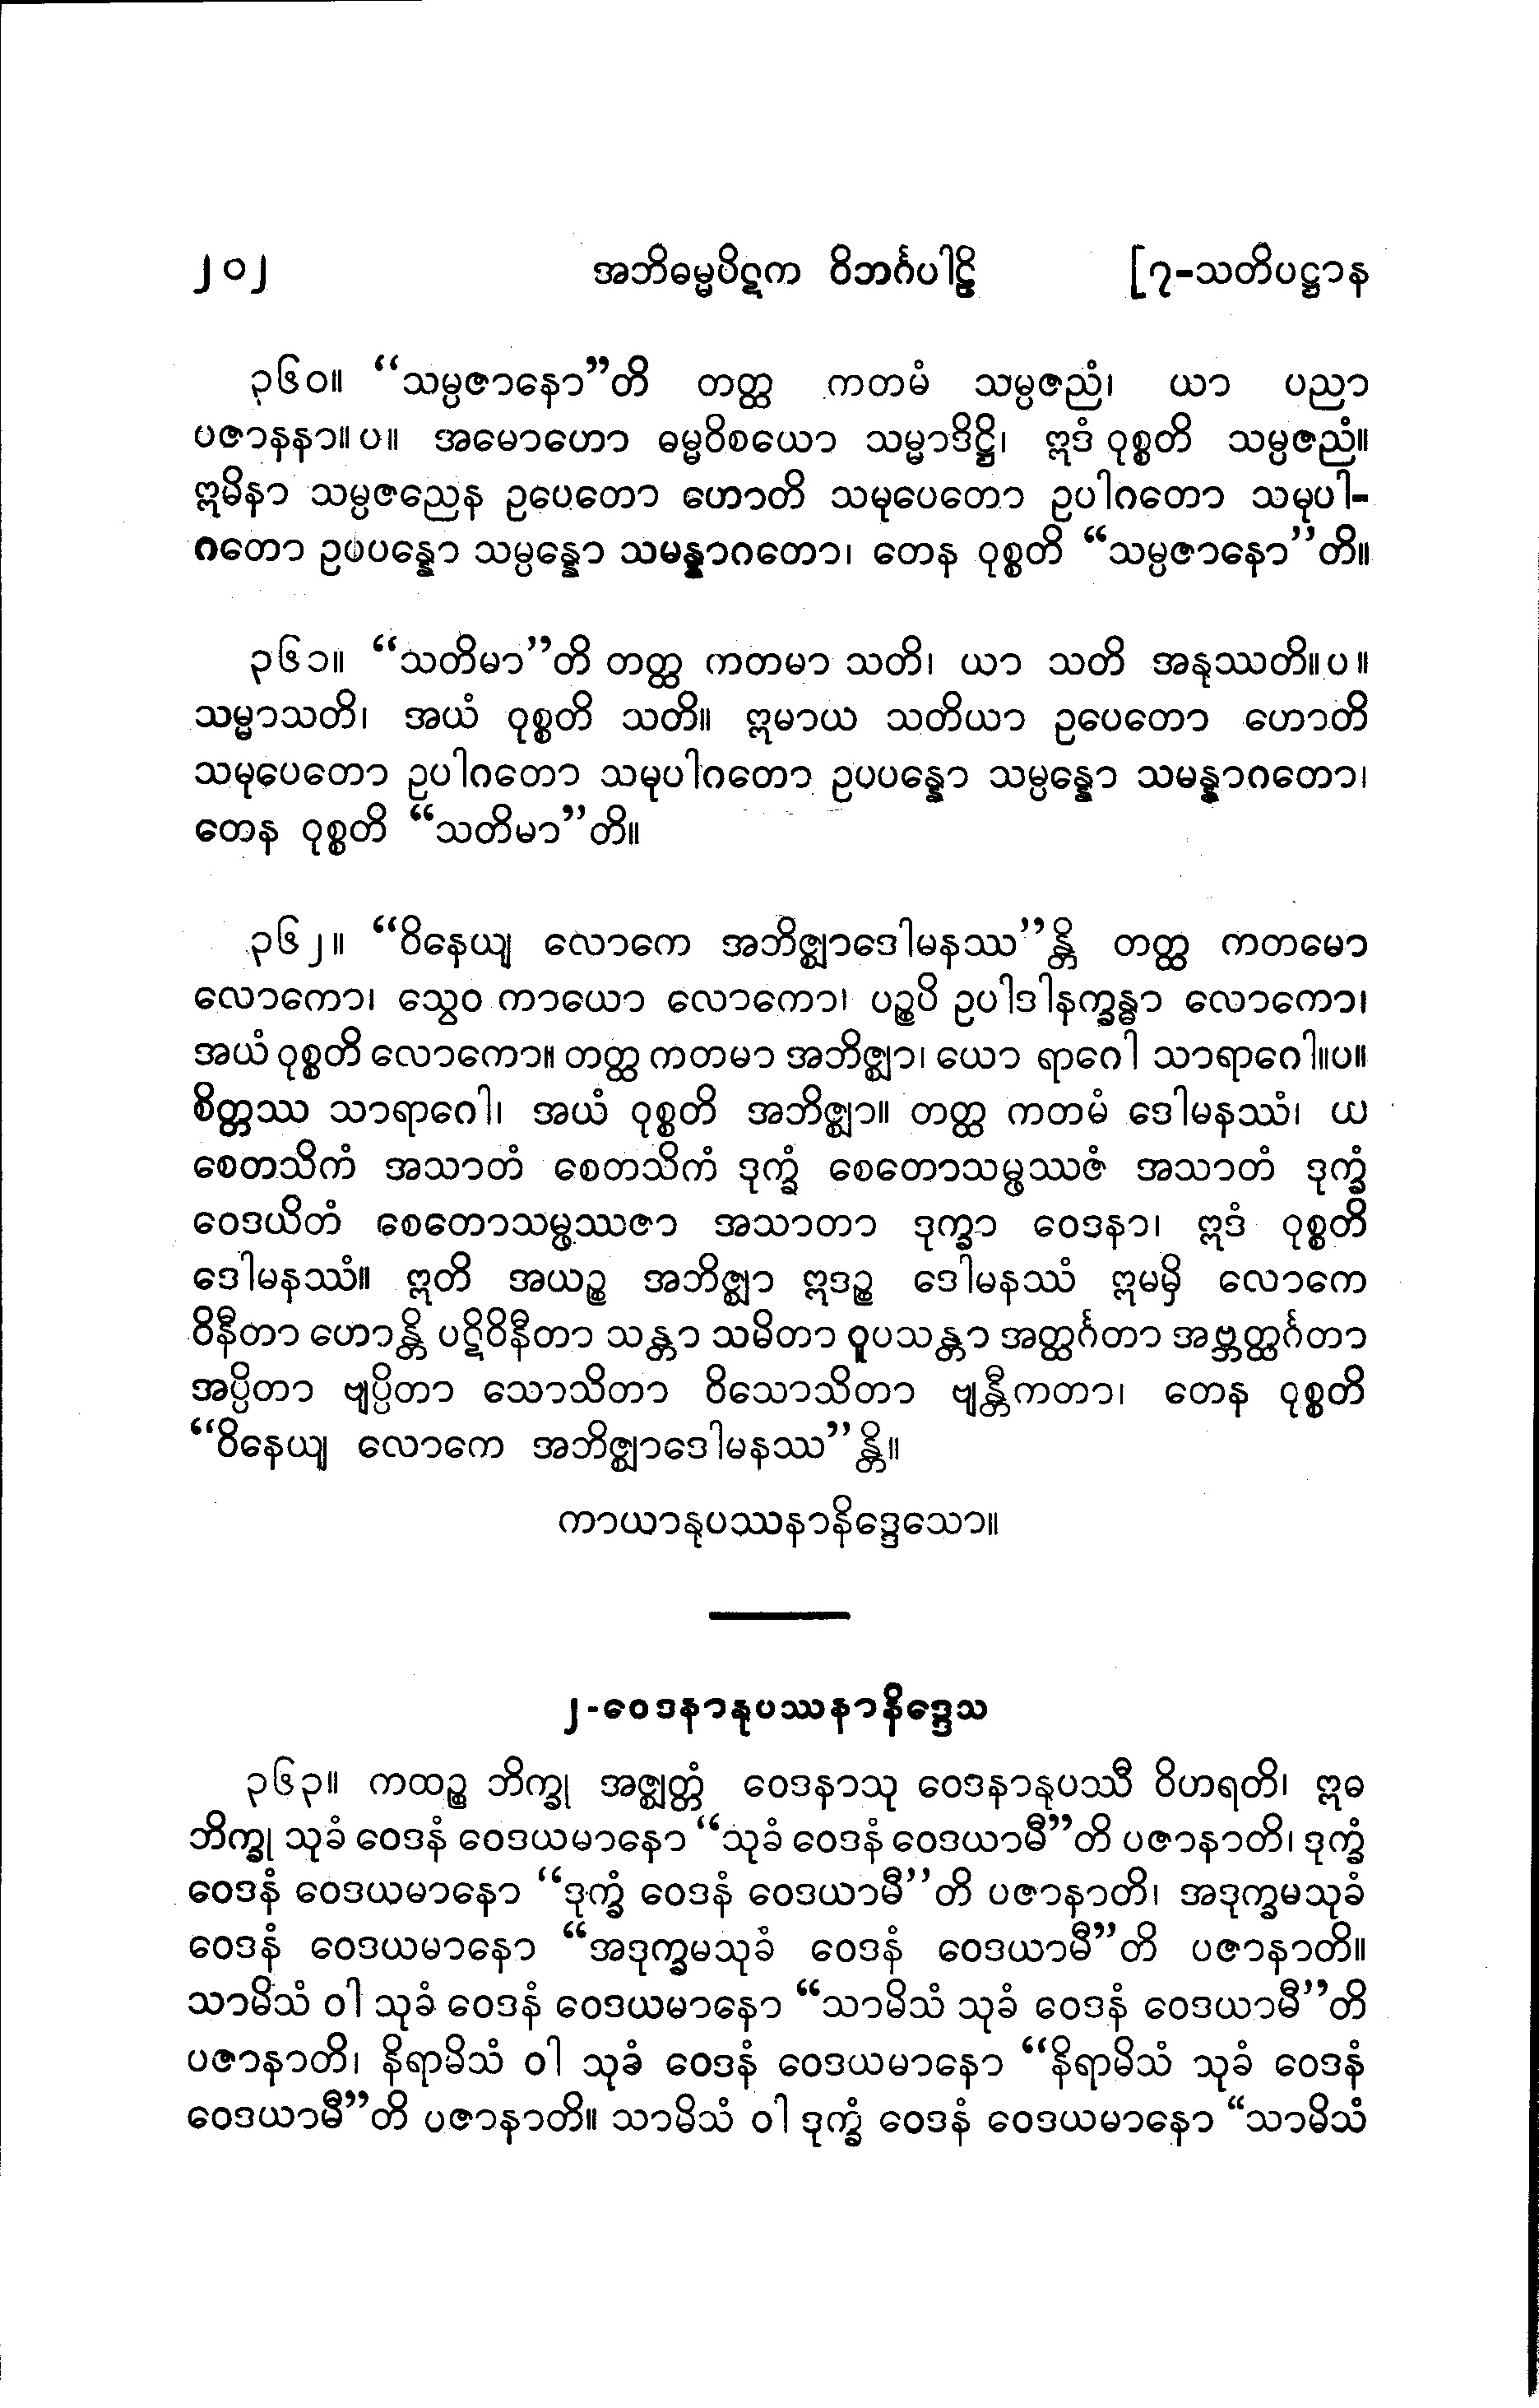 ၂၀၂ အဘိဓမ္မပိဋက ဝိဘင်္ဂပါဠိ [၇-သတိပဋ္ဌာန
၃၆၀။ “သမ္ပဇာနော”တိ တတ္ထ ကတမံ သမ္ပဇညံ၊ ယာ ပညာ
ပဇာနနာ။ပ။ အမောဟော ဓမ္မဝိစယော သမ္မာဒိဋ္ဌိ၊ ဣဒံ ဝုစ္စတိ သမ္ပဇညံ။
ဣမိနာ သမ္ပဇညေန ဥပေတော ဟောတိ သမုပေတော ဥပါဂတော သမုပါ-
ဂတော ဥပပန္နော သမ္ပန္နော သမန္နာဂတော၊ တေန ဝုစ္စတိ “သမ္ပဇာနော”တိ။
၃၆၁။ “သတိမာ”တိ တတ္ထ ကတမာ သတိ၊ ယာ သတိ အနုဿတိ။ပ။
သမ္မာသတိ၊ အယံ ဝုစ္စတိ သတိ။ ဣမာယ သတိယာ ဥပေတော ဟောတိ
သမုပေတော ဥပါဂတော သမုပါဂတော ဥပပန္နော သမ္ပန္နော သမန္နာဂတော၊
တေန ဝုစ္စတိ “သတိမာ”တိ။
၃၆၂။ “ဝိနေယျ လောကေ အဘိဇ္ဈာဒေါမနဿ”န္တိ တတ္ထ ကတမော
လောကော၊ သွေဝ ကာယော လောကော၊ ပဉ္စပိ ဥပါဒါနက္ခန္ဓာ လောကော၊
အယံ ဝုစ္စတိ လောကော။ တတ္ထ ကတမာ အဘိဇ္ဈာ၊ ယော ရာဂေါ သာရာဂေါ။ပ။
စိတ္တဿ သာရာဂေါ၊ အယံ ဝုစ္စတိ အဘိဇ္ဈာ။ တတ္ထ ကတမံ ဒေါမနဿံ၊ ယ
စေတသိကံ အသာတံ စေတသိကံ ဒုက္ခံ စေတောသမ္ဖဿဇံ အသာတံ ဒုက္ခံ
ဝေဒယိတံ စေတောသမ္ဖဿဇာ အသာတာ ဒုက္ခာ ဝေဒနာ၊ ဣဒံ ဝုစ္စတိ
ဒေါမနဿံ။ ဣတိ အယဉ္စ အဘိဇ္ဈာ ဣဒဉ္စ ဒေါမနဿံ ဣမမှိ လောကေ
ဝိနီတာ ဟောန္တိ ပဋိဝိနီတာ သန္တာ သမိတာ ဝူပသန္တာ အတ္ထင်္ဂတာ အဗ္ဘတ္ထင်္ဂတာ
အပ္ပိတာ ဗျပ္ပိတာ သောသိတာ ဝိသောသိတာ ဗျန္တီကတာ၊ တေန ဝုစ္စတိ
“ဝိနေယျ လောကေ အဘိဇ္ဈာဒေါမနဿ”န္တိ။
ကာယာနုပဿနာနိဒ္ဒေသော။
၂-ဝေဒနာနုပဿနာနိဒ္ဒေသ
၃၆၃။ ကထဉ္စ ဘိက္ခု အဇ္ဈတ္တံ ဝေဒနာသု ဝေဒနာနုပဿီ ဝိဟရတိ၊ ဣဓ
ဘိက္ခု သုခံ ဝေဒနံ ဝေဒယမာနော “သုခံ ဝေဒနံ ဝေဒယာမီ”တိ ပဇာနာတိ၊ ဒုက္ခံ
ဝေဒနံ ဝေဒယမာနော “ဒုက္ခံ ဝေဒနံ ဝေဒယာမီ”တိ ပဇာနာတိ၊ အဒုက္ခမသုခံ
ဝေဒနံ ဝေဒယမာနော “အဒုက္ခမသုခံ ဝေဒနံ ဝေဒယာမီ”တိ ပဇာနာတိ။
သာမိသံ ဝါ သုခံ ဝေဒနံ ဝေဒယမာနော “သာမိသံ သုခံ ဝေဒနံ ဝေဒယာမီ”တိ
ပဇာနာတိ၊ နိရာမိသံ ဝါ သုခံ ဝေဒနံ ဝေဒယမာနော “နိရာမိသံ သုခံ ဝေဒနံ
ဝေဒယာမီ”တိ ပဇာနာတိ။ သာမိသံ ဝါ ဒုက္ခံ ဝေဒနံ ဝေဒယမာနော “သာမိသံ